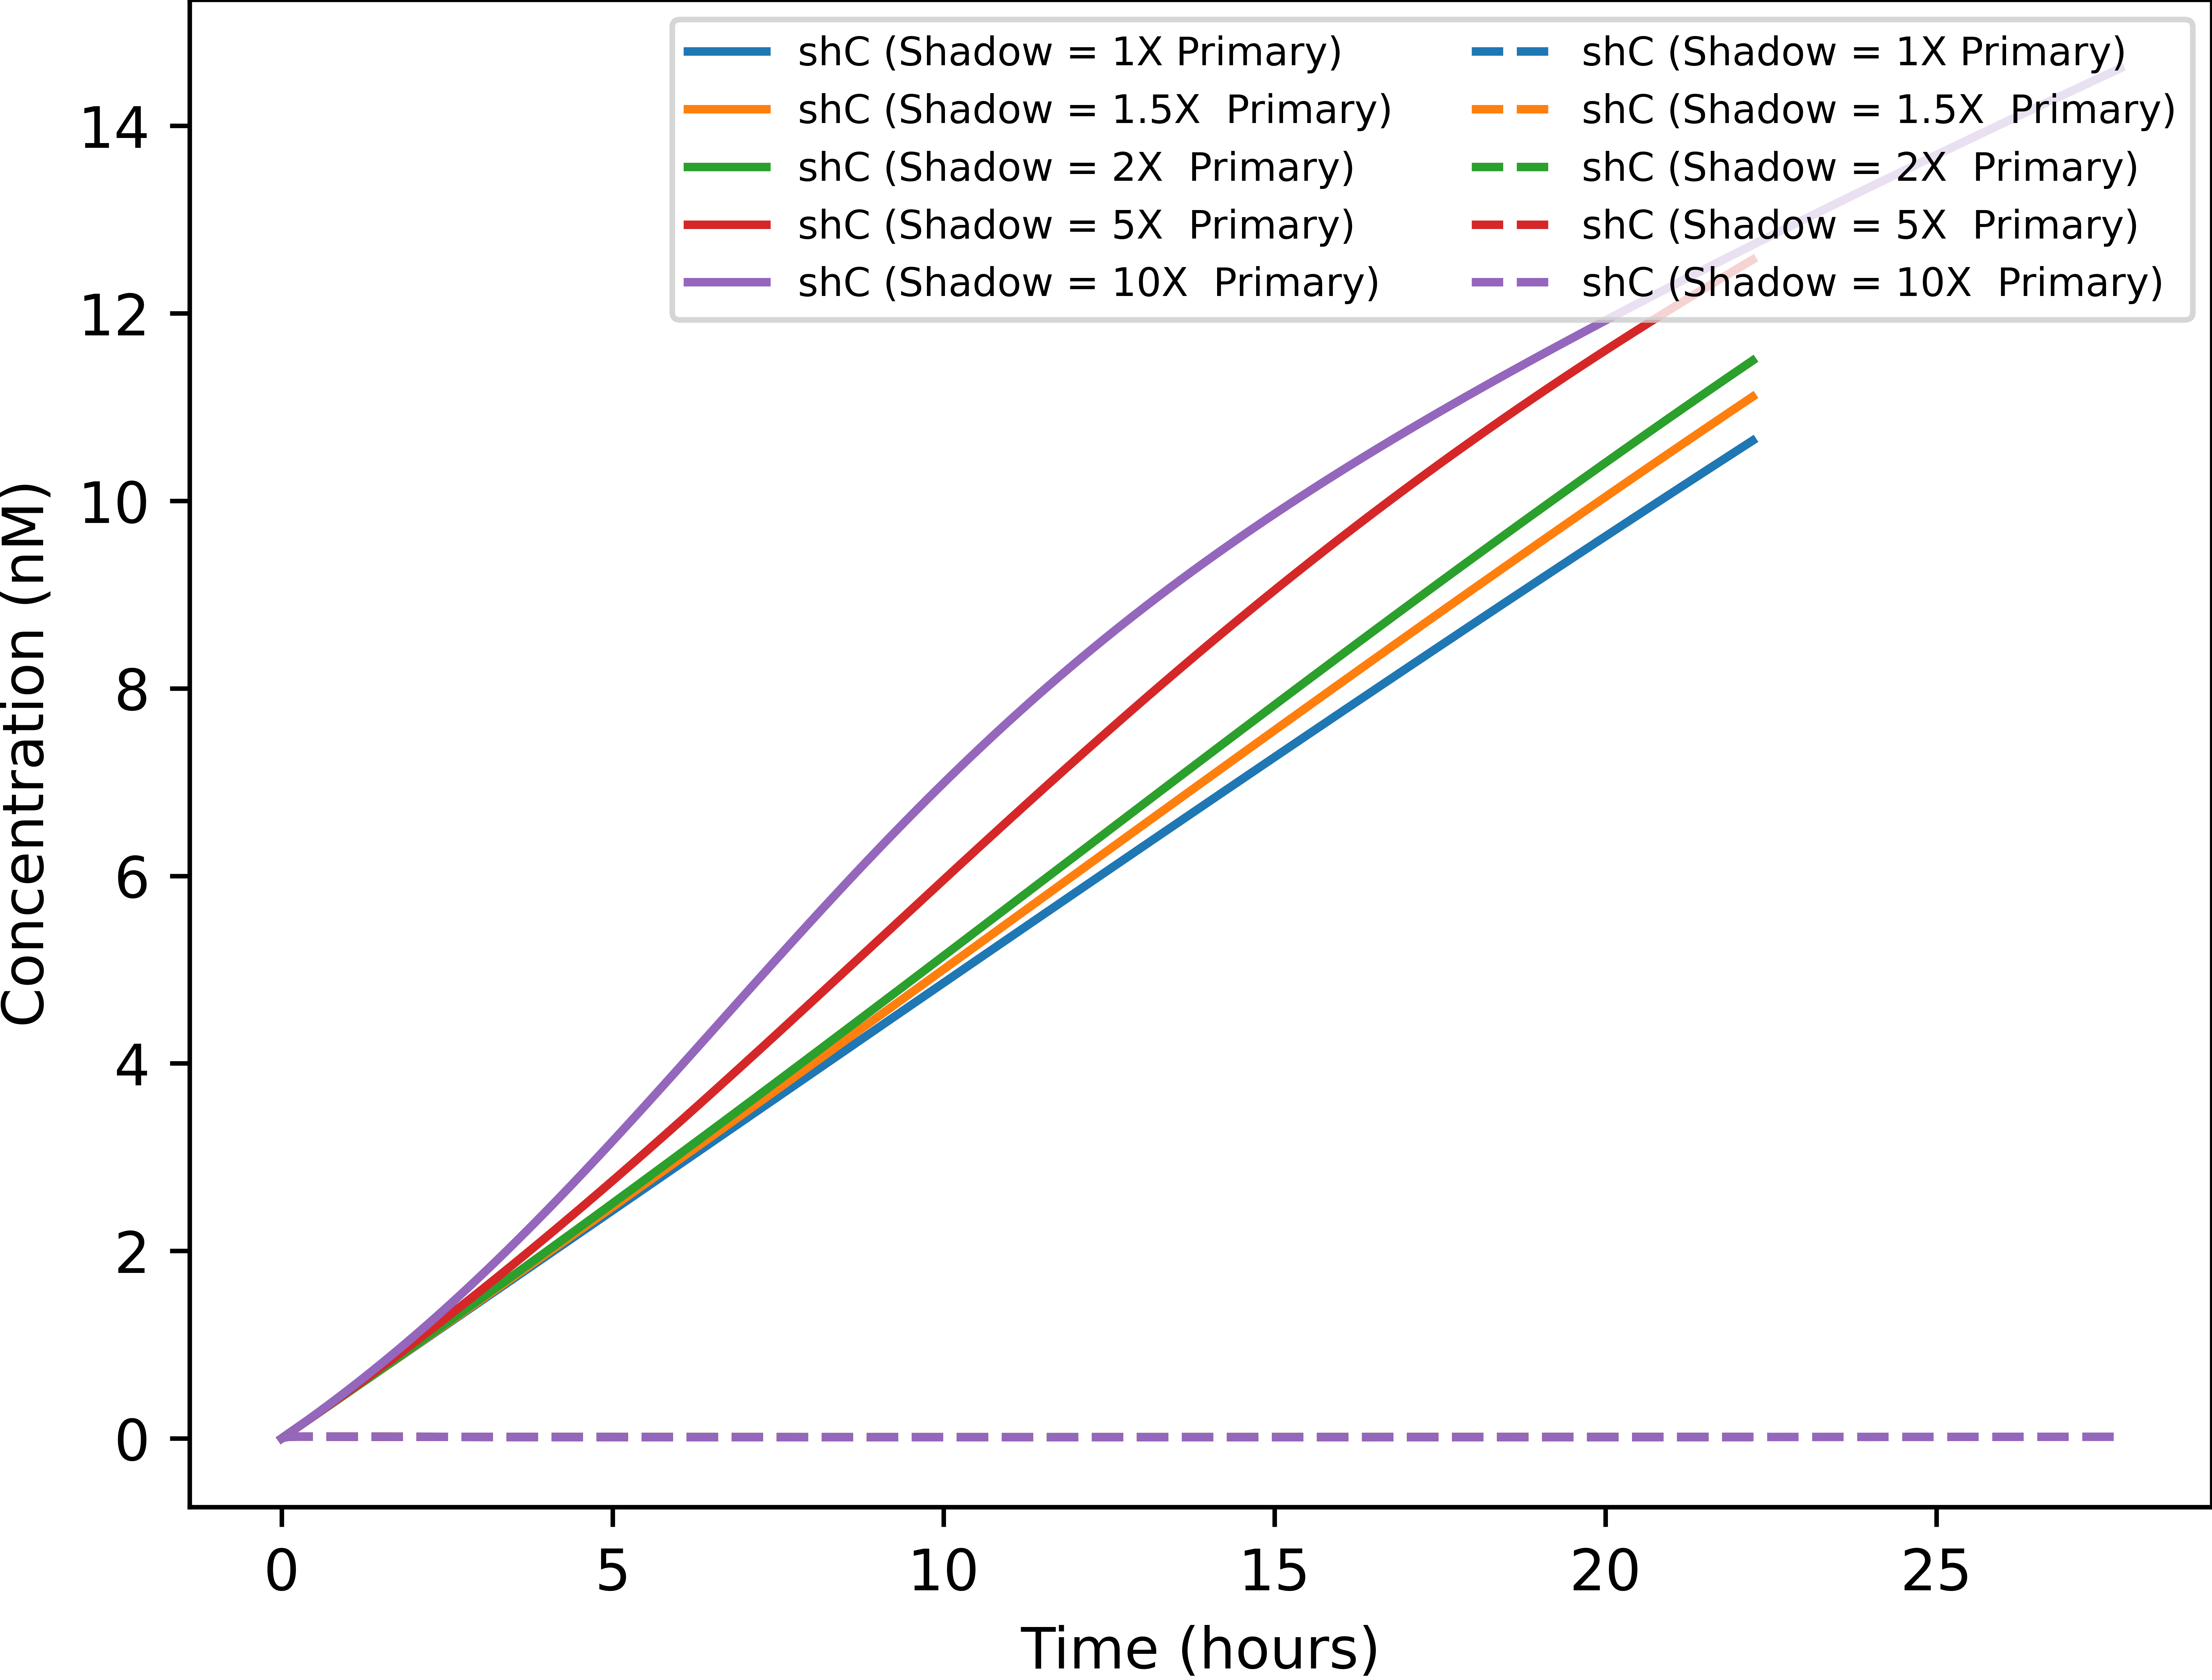 shC (Shadow = 1X Primary)
shC (Shadow = 1.5X  Primary)
shC (Shadow = 2X  Primary)
shC (Shadow = 5X  Primary)
shC (Shadow = 10X  Primary)
shC (Shadow = 1X Primary)
shC (Shadow = 1.5X  Primary)
shC (Shadow = 2X  Primary)
shC (Shadow = 5X  Primary)
shC (Shadow = 10X  Primary)
Concentration (nM)
14
12
10
8
6
4
2
0
0 5 10 15 20 25
Time (hours)